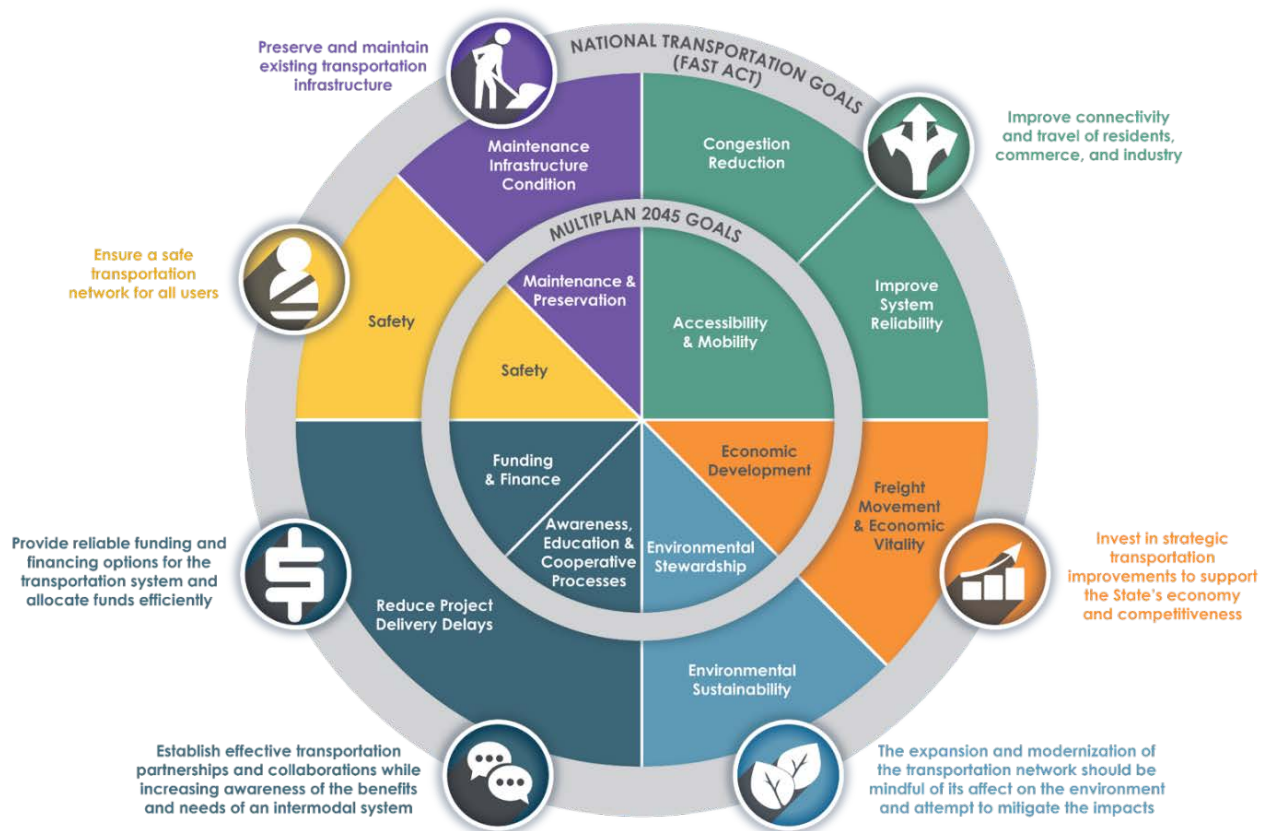 NATIONAL TRANSPORTATION GOALS
(FAST ACT)
Preserve and maintain
existing transportation
infrastructure
Improve connectivity
and travel of residents,
commerce, and industry
Maintenance
Infrastructure
Condition
Congestion
Reduction
MULTIPLAN 2045 GOALS
Ensure a safe
transportation
network for all users
Safety
Maintenance &
Preservation
Safety
Accessibility
& Mobility
Improve
System
Reliability
Funding
& Finance
Awareness,
Education &
Cooperative
Processes
Environmental
Stewardship
Economic
Development
Freight
Movement
& Economic
Vitality
Provide reliable funding and
financing options for the
transportation system and
allocate funds efficiently
Reduce Project
Delivery Delays
Environmental
Sustainability
Invest in strategic
transportation
improvements to support
the State’s economy
and competitiveness
Establish effective transportation
partnerships and collaborations while
increasing awareness of the benefits
and needs of an intermodal system
The expansion and modernization of
the transportation network should be
mindful of its affect on the environment
and attempt to mitigate the impacts